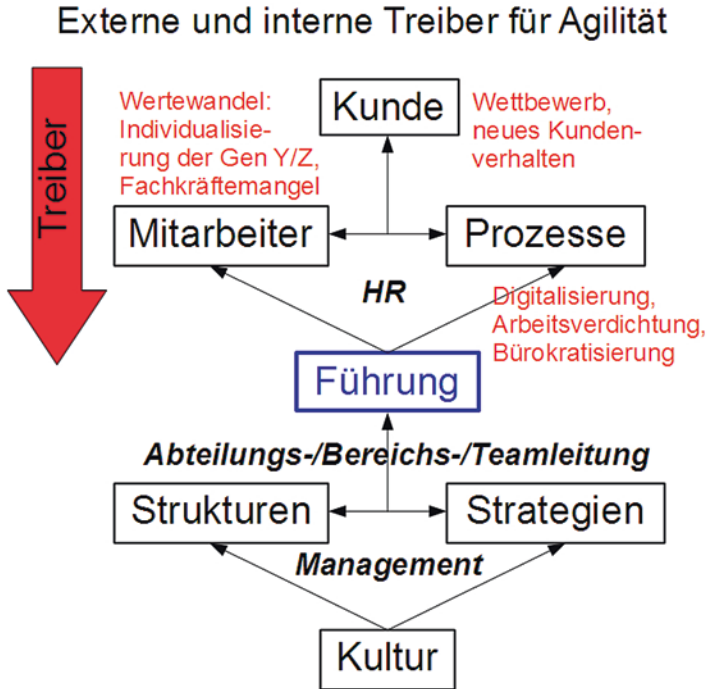 Externe und interne Treiber für Agilität
Treiber
Wertewandel:
Individualisie-
rung der Gen Y/Z,
Fachkräftemangel
Kunde
Wettbewerb,
neues Kunden-
verhalten
Mitarbeiter
Prozesse
HR
Digitalisierung,
Arbeitsverdichtung,
Bürokratisierung
Führung
Abteilungs-/Bereichs-/Teamleitung
Strukturen
Strategien
Management
Kultur